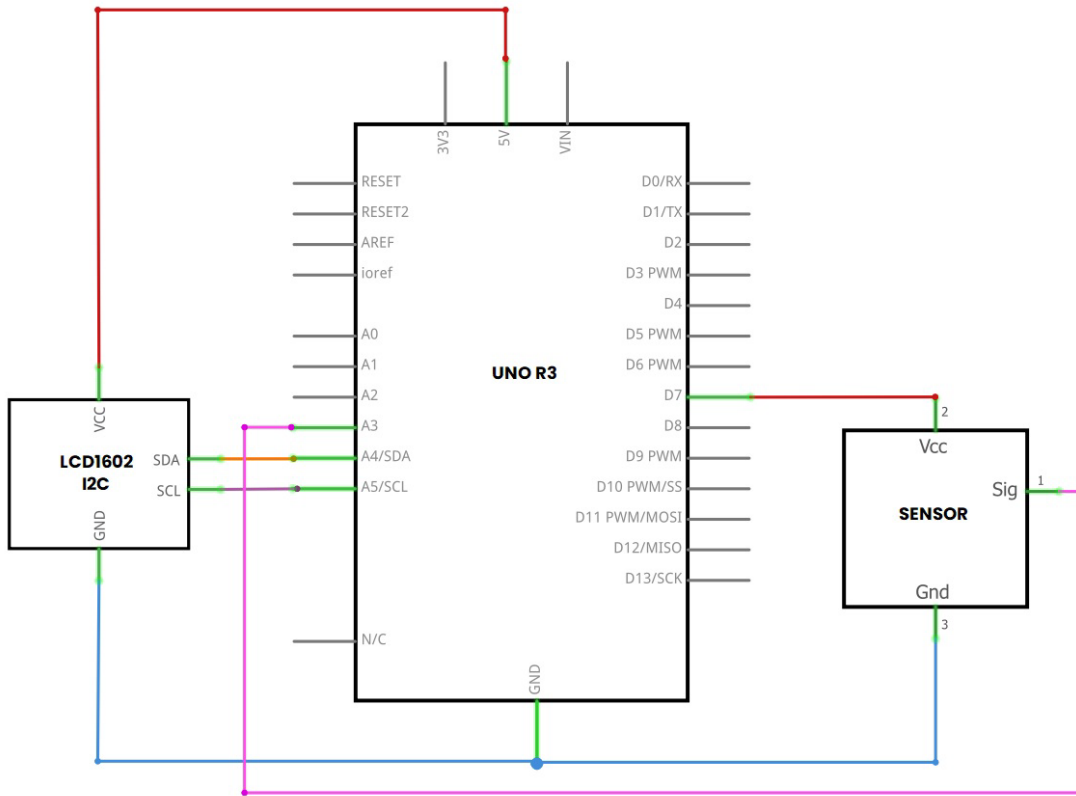 3V3
5V
VIN
RESET
RESET2
AREF
ioref
A0
A1
A2
A3
A4/SDA
A5/SCL
N/C
UNO R3
D0/RX
D1/TX
D2
D3 PWM
D4
D5 PWM
D6 PWM
D7
D8
D9 PWM
D10 PWM/SS
D11 PWM/MOSI
D12/MISO
D13/SCK
GND
VCC
LCD1602
I2C
SDA
SCL
GND
2
Vcc
Sig
1
SENSOR
Gnd
3